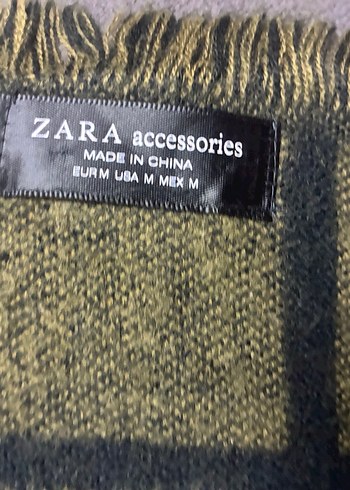 ZARA accessories
MADE IN CHINA
EUR M USA M MEX M